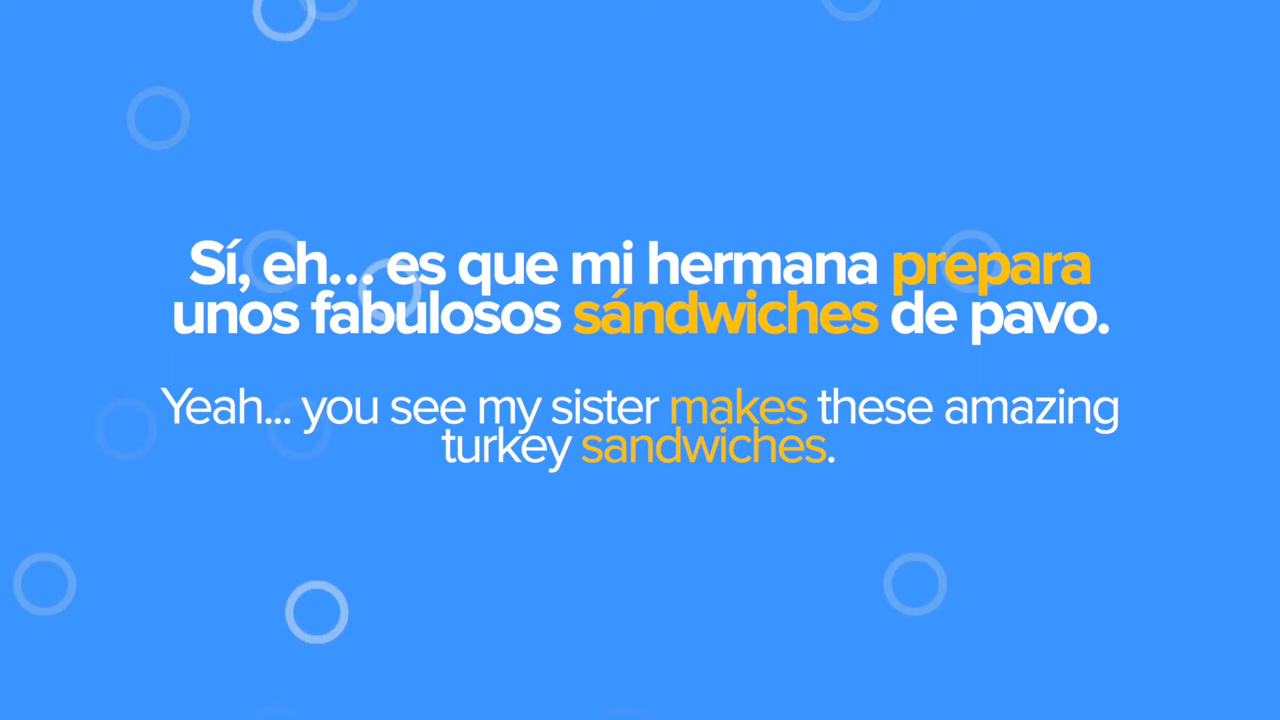 Sí, eh... es que mi hermana prepara
unos fabulosos sándwiches de pavo.
Yeah... you see my sister makes these amazing
turkey sandwiches.